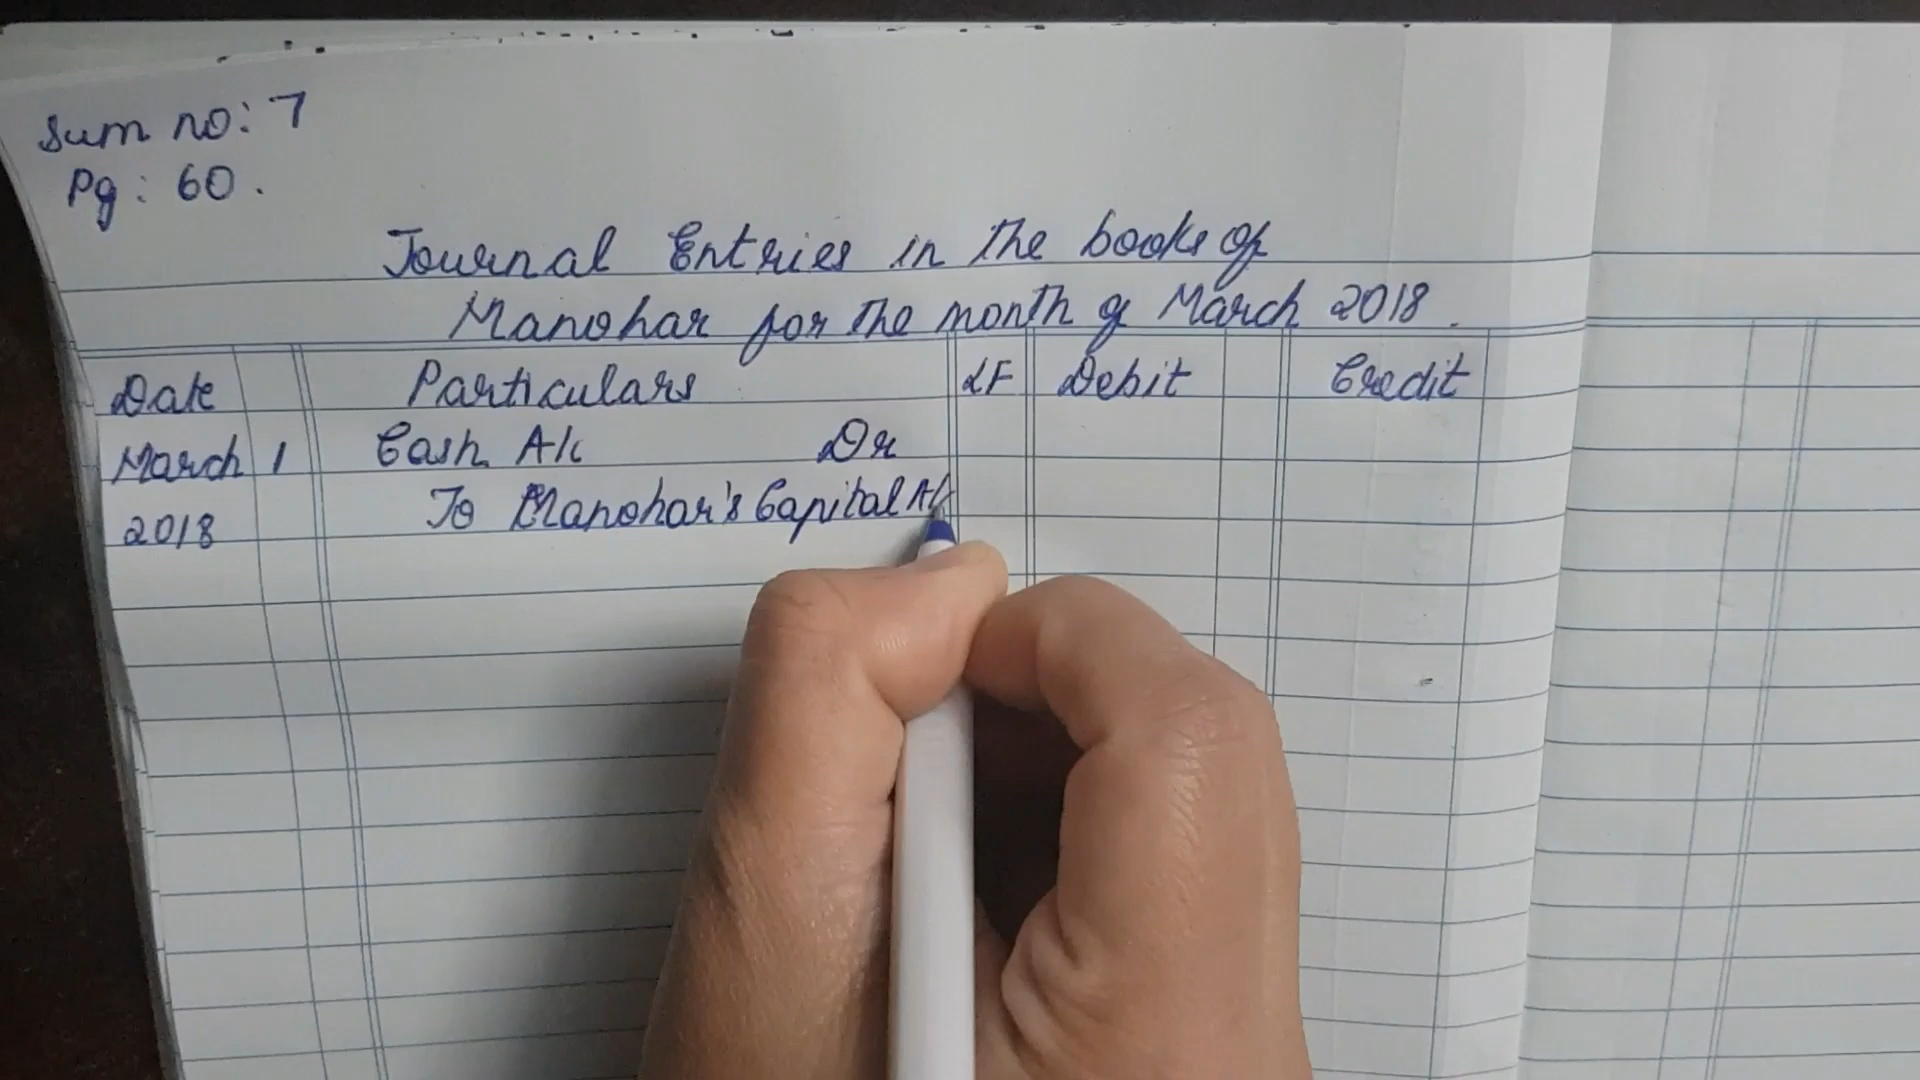 Sum no: 7
Pg: 60.
Journal Entries in the books of
Manohar for the month of March 2018.
Date Particulars LF Debit Credit
March 1 Cash A/c Dr
2018 To Manohar's Capital A/c